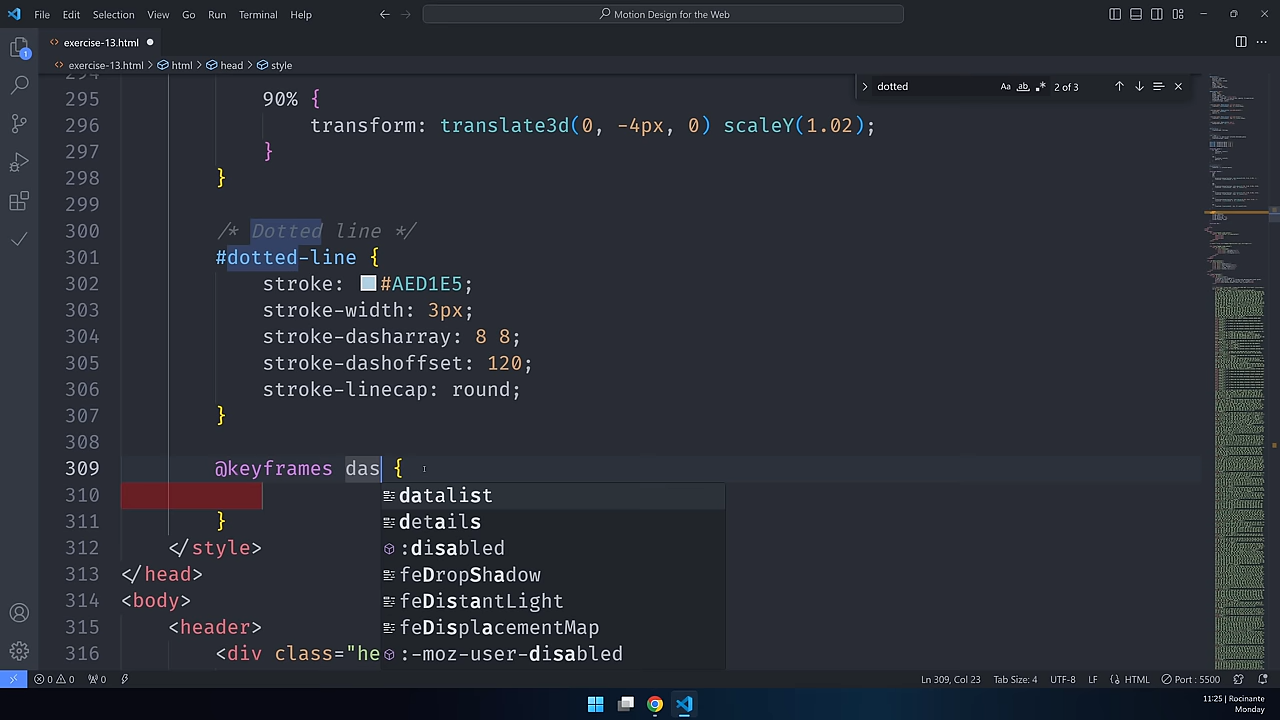 File Edit Selection View Go Run Terminal Help
Motion Design for the Web
exercise-13.html
exercise-13.html > html > head > style
dotted
Aa ab 2 of 3
294
295 90% {
296 transform: translate3d(0, -4px, 0) scaleY(1.02);
297 }
298 }
299
300 /* Dotted line */
301 #dotted-line {
302 stroke: #AED1E5;
303 stroke-width: 3px;
304 stroke-dasharray: 8 8;
305 stroke-dashoffset: 120;
306 stroke-linecap: round;
307 }
308
309 @keyframes das {
310
311 }
312 </style>
313 </head>
314 <body>
315 <header>
316 <div class="he
datalist
details
:disabled
feDropShadow
feDistantLight
feDisplacementMap
:-moz-user-disabled
1
0 0 0
Ln 309, Col 23 Tab Size: 4 UTF-8 LF HTML Port : 5500
11:25 | Rocinante
Monday